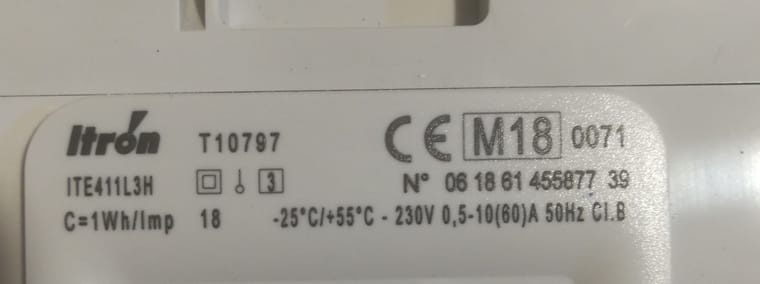 Itron T10797 CE M18 0071
ITE411L3H 3 N° 06 18 61 455877 39
C=1Wh/Imp 18 -25°C/+55°C - 230V 0,5-10(60)A 50Hz Cl.B